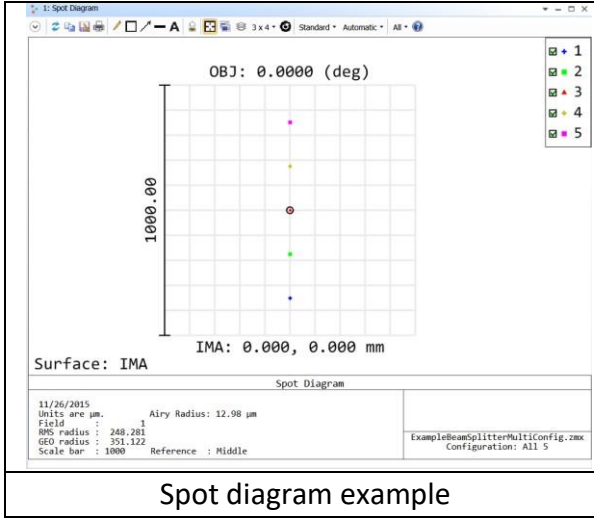 1: Spot Diagram
3 x 4 Standard Automatic All
OBJ: 0.0000 (deg)
1
2
3
4
5
1000.00
IMA: 0.000, 0.000 mm
Surface: IMA
Spot Diagram
11/26/2015
Units are µm. Airy Radius: 12.98 µm
Field : 1
RMS radius : 248.281
GEO radius : 351.122
Scale bar : 1000 Reference : Middle
ExampleBeamSplitterMultiConfig.zmx
Configuration: All 5
Spot diagram example